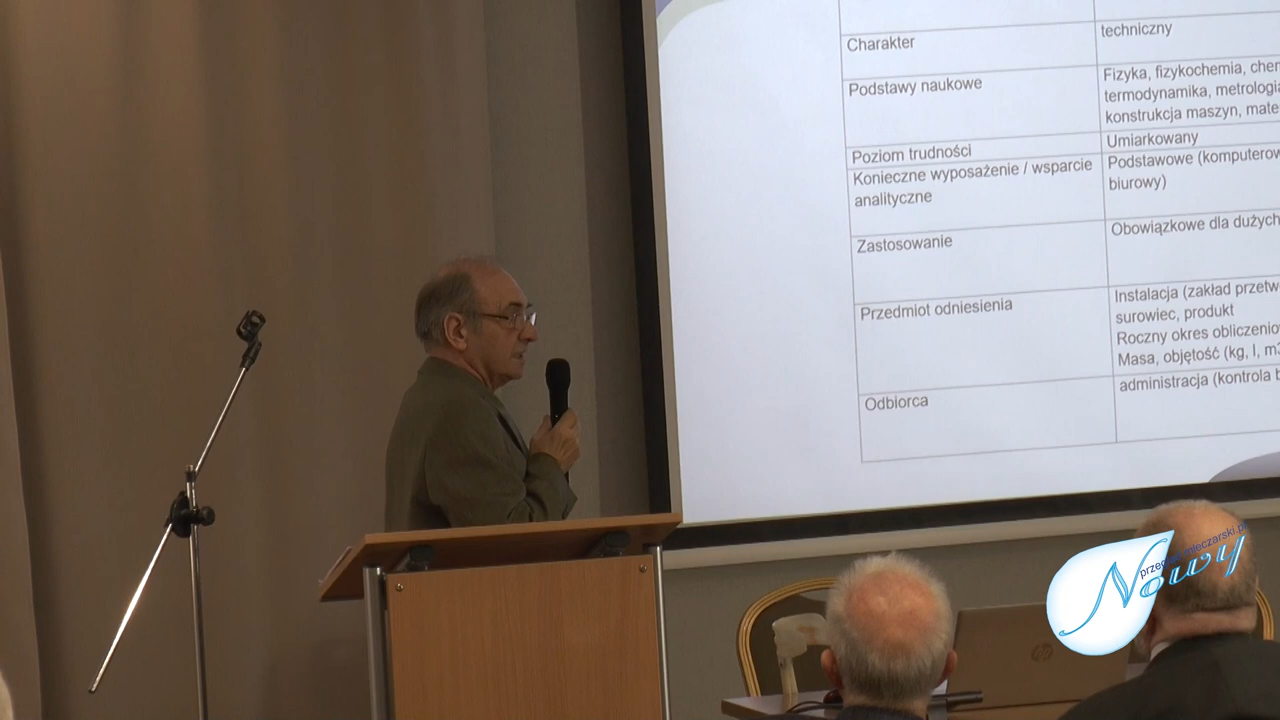 Charakter
techniczny
Podstawy naukowe
Fizyka, fizykochemia,
termodynamika,
konstrukcja maszyn,
Poziom trudności
Umiarkowany
Konieczne wyposażenie / wsparcie
analityczne
Podstawowe
biurowy)
Zastosowanie
Obowiązkowe dla dużych
Przedmiot odniesienia
Instalacja (zakład
surowiec, produkt
Roczny okres
Masa, objętość (kg, l,
Odbiorca
administracja (kontrola
Nowy
hp